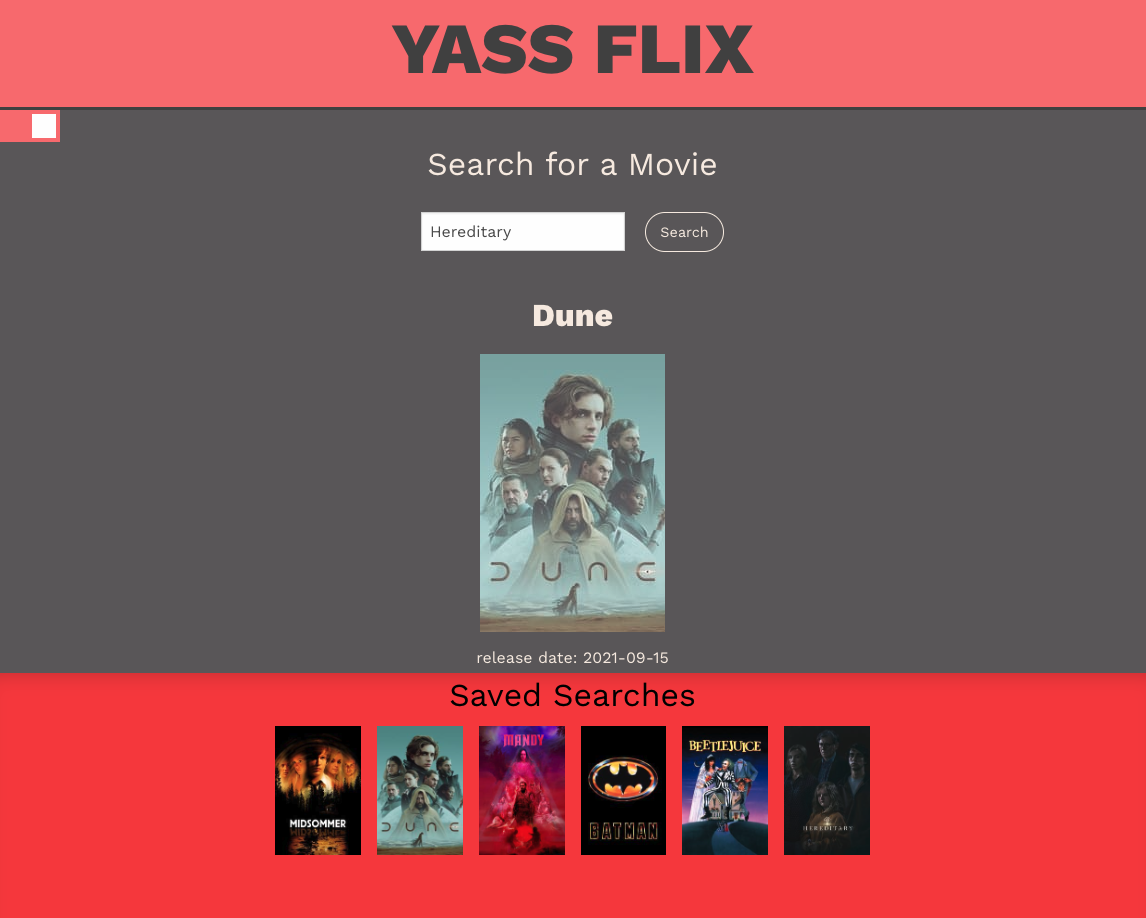 YASS FLIX
Search for a Movie
Hereditary
Search
Dune
DUNE
release date: 2021-09-15
Saved Searches
MIDSOMMER
DUNE
MANDY
BATMAN
BEETLEJUICE
HEREDITARY